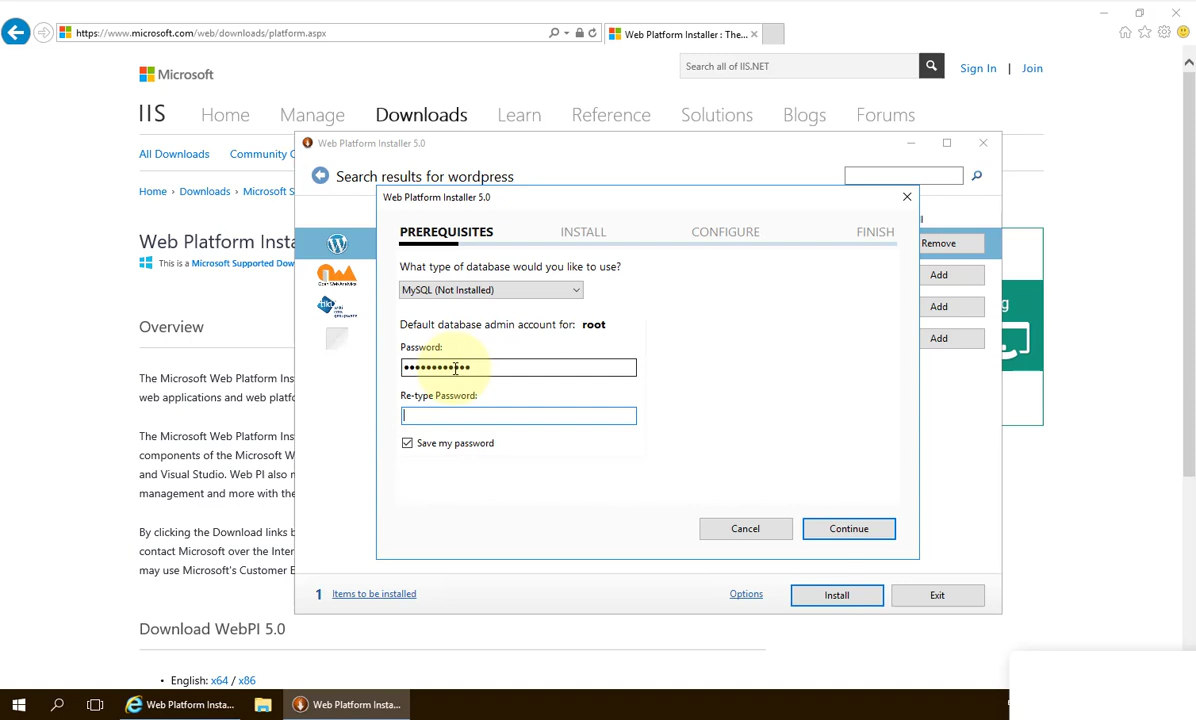 https://www.microsoft.com/web/downloads/platform.aspx
Web Platform Installer : The...
Microsoft
Search all of IIS.NET
Sign In | Join
IIS Home Manage Downloads Learn Reference Solutions Blogs Forums
All Downloads Community
Home › Downloads › Microsoft S
Web Platform Insta
This is a Microsoft Supported Dow
Overview
The Microsoft Web Platform Ins
web applications and web platfo
The Microsoft Web Platform Ins
components of the Microsoft W
and Visual Studio. Web PI also m
management and more with the
By clicking the Download links b
contact Microsoft over the Inter
may use Microsoft's Customer E
Download WebPI 5.0
• English: x64 / x86
Web Platform Installer 5.0
Search results for wordpress
Remove
Add
Add
Add
Web Platform Installer 5.0
PREREQUISITES INSTALL CONFIGURE FINISH
What type of database would you like to use?
MySQL (Not Installed)
Default database admin account for: root
Password:
••••••••••••
Re-type Password:
Save my password
Cancel Continue
1 Items to be installed Options Install Exit
Web Platform Insta...
Web Platform Insta...